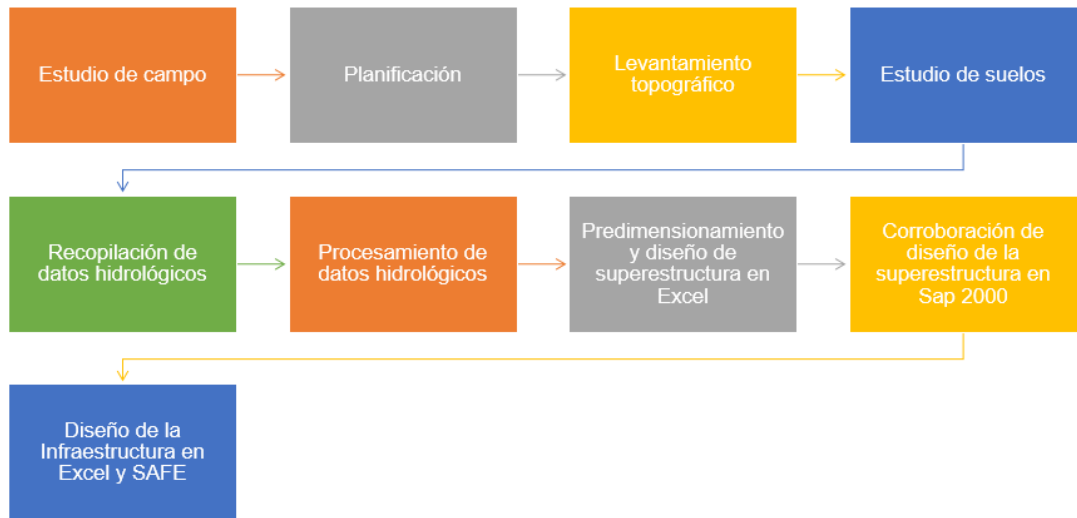 Estudio de campo
Planificación
Levantamiento
topográfico
Estudio de suelos
Recopilación de
datos hidrológicos
Procesamiento de
datos hidrológicos
Predimensionamiento
y diseño de
superestructura en
Excel
Corroboración de
diseño de la
superestructura en
Sap 2000
Diseño de la
Infraestructura en
Excel y SAFE